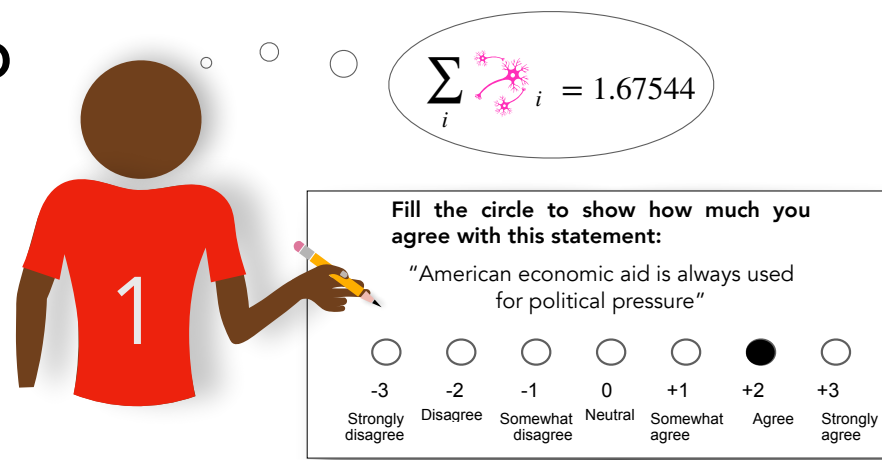 ∑ i i = 1.67544
Fill the circle to show how much you
agree with this statement:
“American economic aid is always used
for political pressure”
1
-3 -2 -1 0 +1 +2 +3
Strongly disagree Disagree Somewhat disagree Neutral Somewhat agree Agree Strongly agree